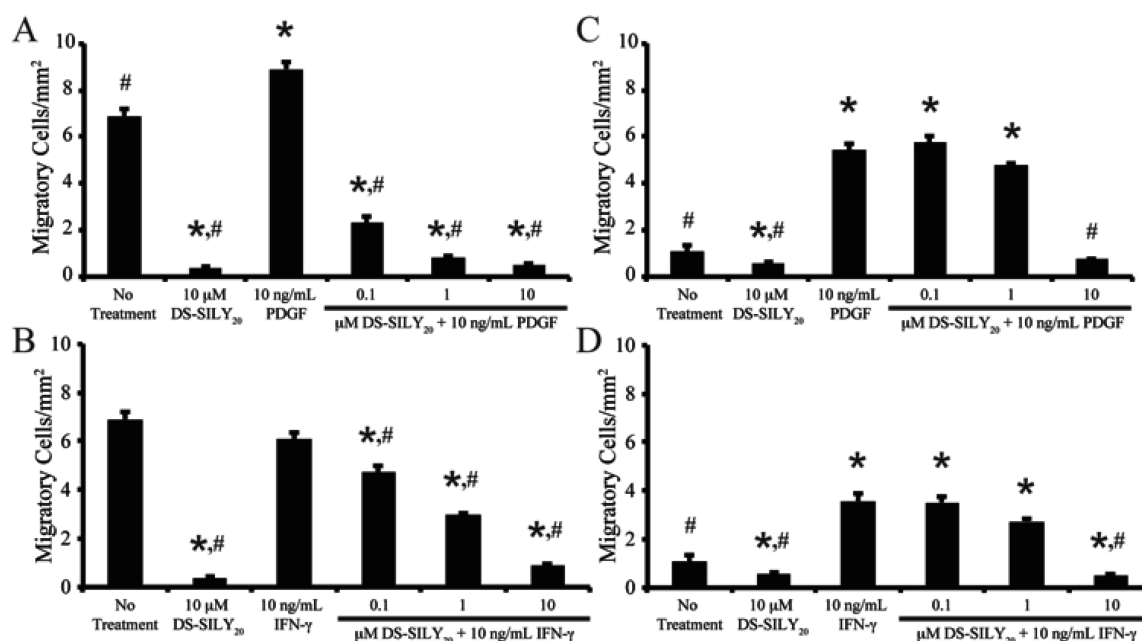 A
Migratory Cells/mm²
10
8
6
4
2
0
#
*,#
*
*,#
*,#
*,#
No Treatment
10 μM DS-SILY₂₀
10 ng/mL PDGF
0.1
1
10
μM DS-SILY₂₀ + 10 ng/mL PDGF
C
Migratory Cells/mm²
10
8
6
4
2
0
#
*,#
*
*
*
#
No Treatment
10 μM DS-SILY₂₀
10 ng/mL PDGF
0.1
1
10
μM DS-SILY₂₀ + 10 ng/mL PDGF
B
Migratory Cells/mm²
10
8
6
4
2
0
*,#
*,#
*,#
*,#
No Treatment
10 μM DS-SILY₂₀
10 ng/mL IFN-γ
0.1
1
10
μM DS-SILY₂₀ + 10 ng/mL IFN-γ
D
Migratory Cells/mm²
10
8
6
4
2
0
#
*,#
*
*
*
*,#
No Treatment
10 μM DS-SILY₂₀
10 ng/mL IFN-γ
0.1
1
10
μM DS-SILY₂₀ + 10 ng/mL IFN-γ